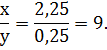 x/y = 2,25/0,25 = 9.